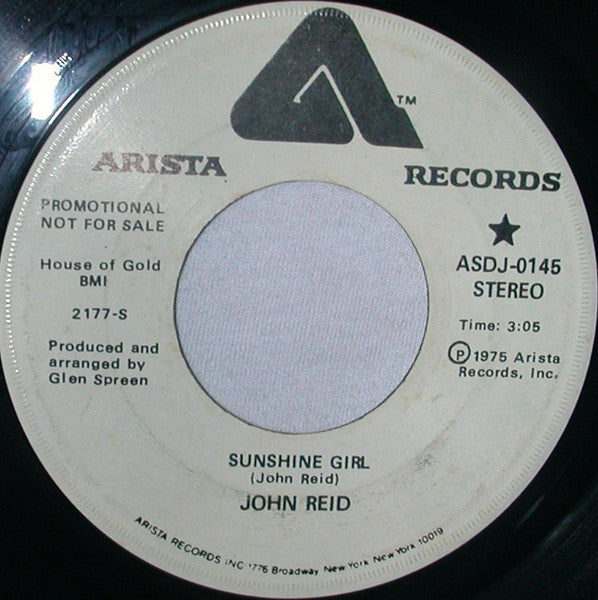 TM
ARISTA RECORDS
PROMOTIONAL
NOT FOR SALE
House of Gold
BMI
2177-S
Produced and
arranged by
Glen Spreen
★
ASDJ-0145
STEREO
Time: 3:05
Ⓟ 1975 Arista
Records, Inc.
SUNSHINE GIRL
(John Reid)
JOHN REID
ARISTA RECORDS INC 1776 Broadway New York New York 10019